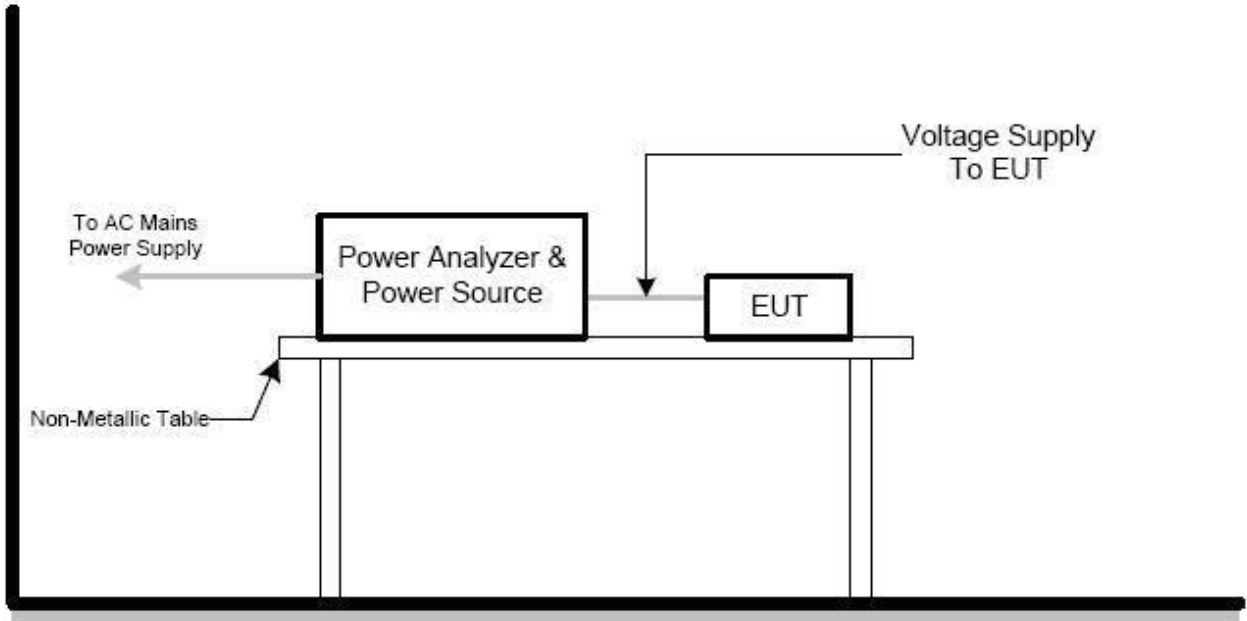 Voltage Supply
To EUT
To AC Mains
Power Supply
Power Analyzer &
Power Source
EUT
Non-Metallic Table